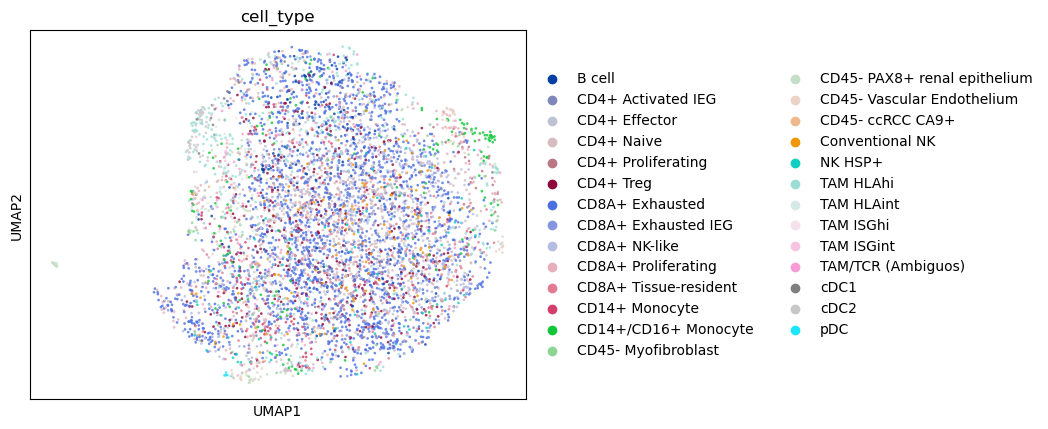 cell_type
UMAP2
UMAP1
B cell
CD4+ Activated IEG
CD4+ Effector
CD4+ Naive
CD4+ Proliferating
CD4+ Treg
CD8A+ Exhausted
CD8A+ Exhausted IEG
CD8A+ NK-like
CD8A+ Proliferating
CD8A+ Tissue-resident
CD14+ Monocyte
CD14+/CD16+ Monocyte
CD45- Myofibroblast
CD45- PAX8+ renal epithelium
CD45- Vascular Endothelium
CD45- ccRCC CA9+
Conventional NK
NK HSP+
TAM HLAhi
TAM HLAint
TAM ISGhi
TAM ISGint
TAM/TCR (Ambiguos)
cDC1
cDC2
pDC